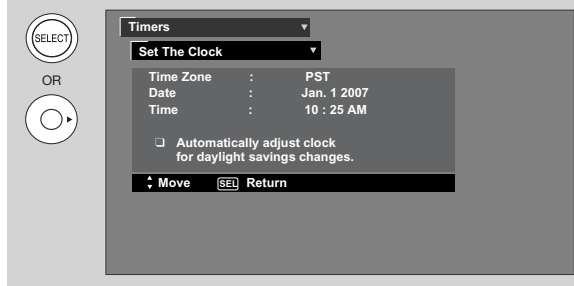 SELECT
OR
Timers
Set The Clock
Time Zone : PST
Date : Jan. 1 2007
Time : 10 : 25 AM
Automatically adjust clock
for daylight savings changes.
Move SEL Return